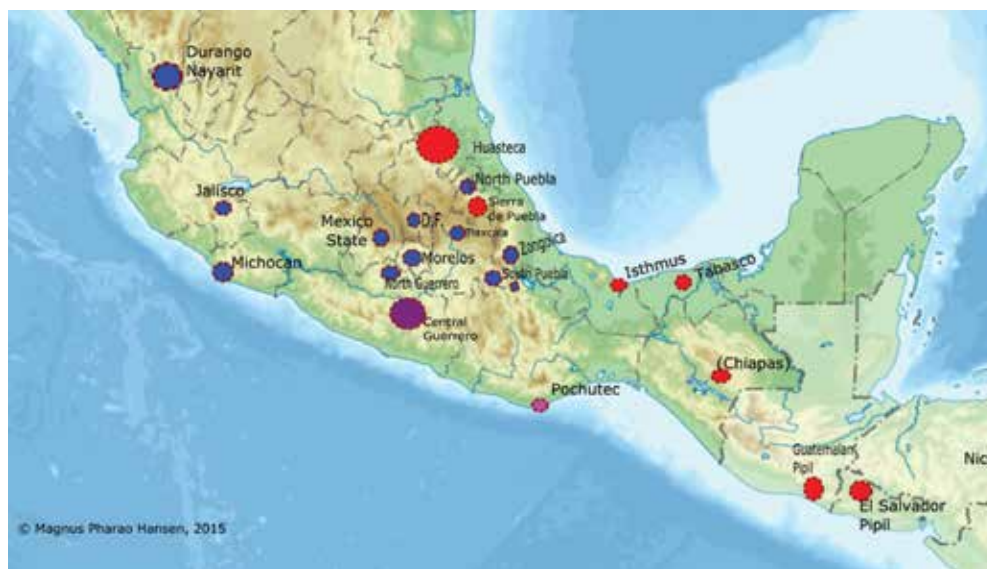 Durango
Nayarit
Huasteca
North Puebla
Jalisco
Sierra
de Puebla
D.F.
Mexico
State
Tlaxcala
Zongolica
Morelos
Michocan
North Guerrero
South Puebla
Isthmus
Tabasco
Central
Guerrero
(Chiapas)
Pochutec
Guatemalan
Pipil
Nic
El Salvador
Pipil
© Magnus Pharao Hansen, 2015